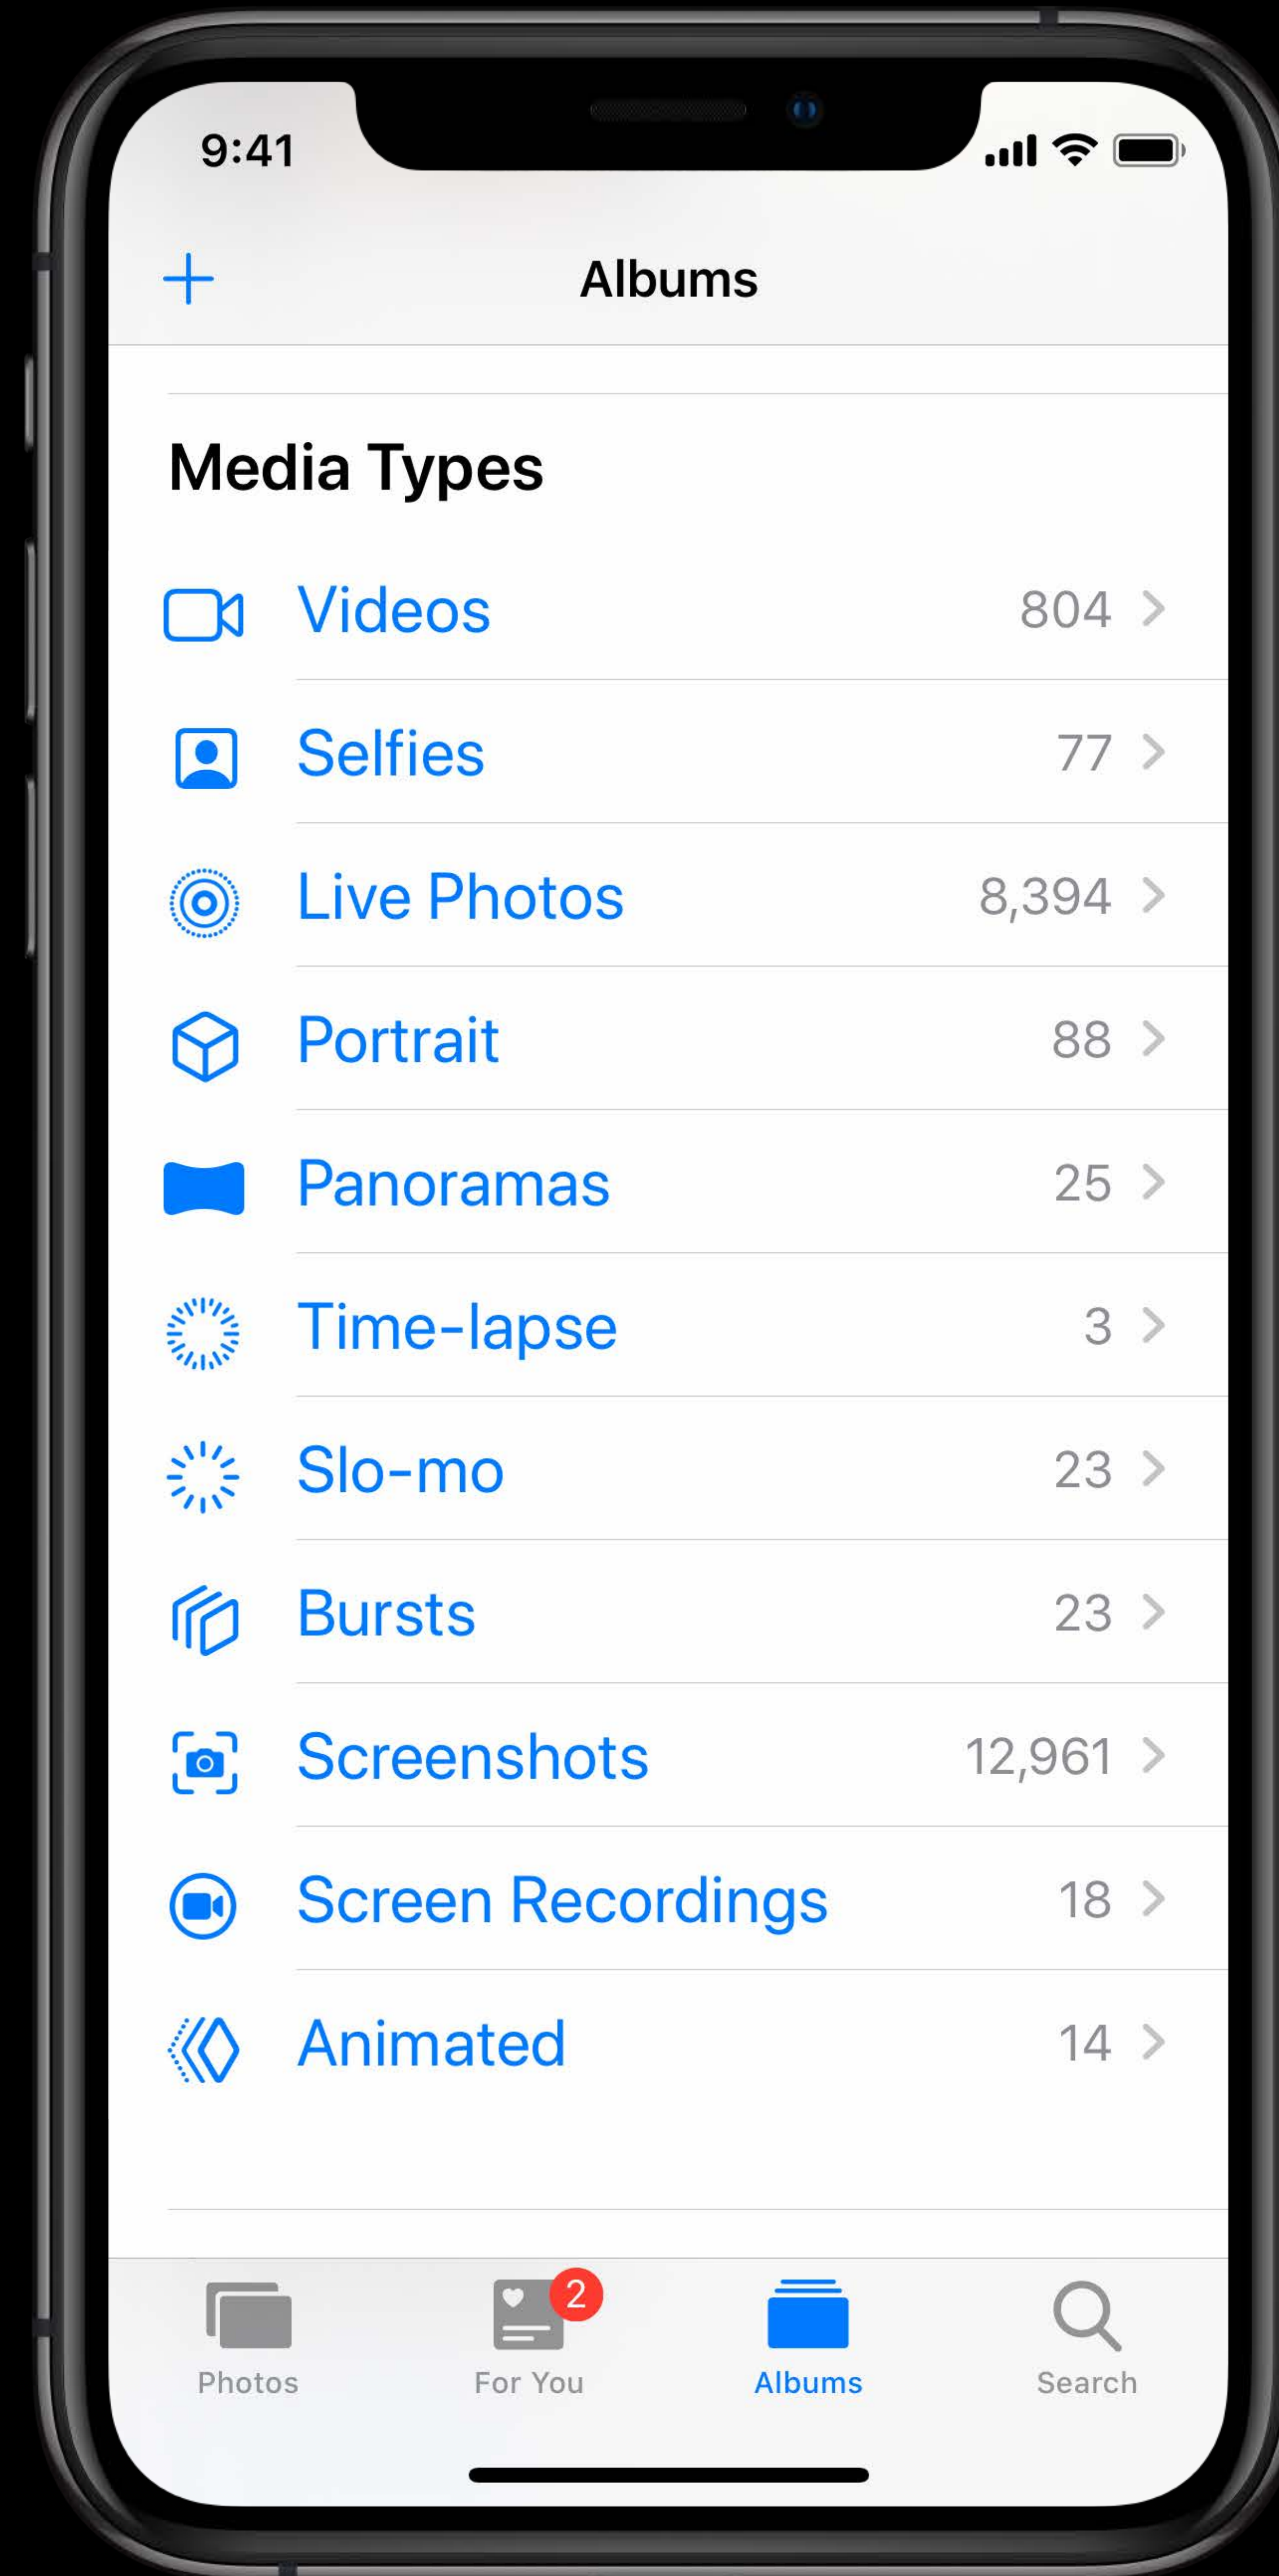 9:41
Albums
Media Types
Videos 804
Selfies 77
Live Photos 8,394
Portrait 88
Panoramas 25
Time-lapse 3
Slo-mo 23
Bursts 23
Screenshots 12,961
Screen Recordings 18
Animated 14
2
Photos For You Albums Search